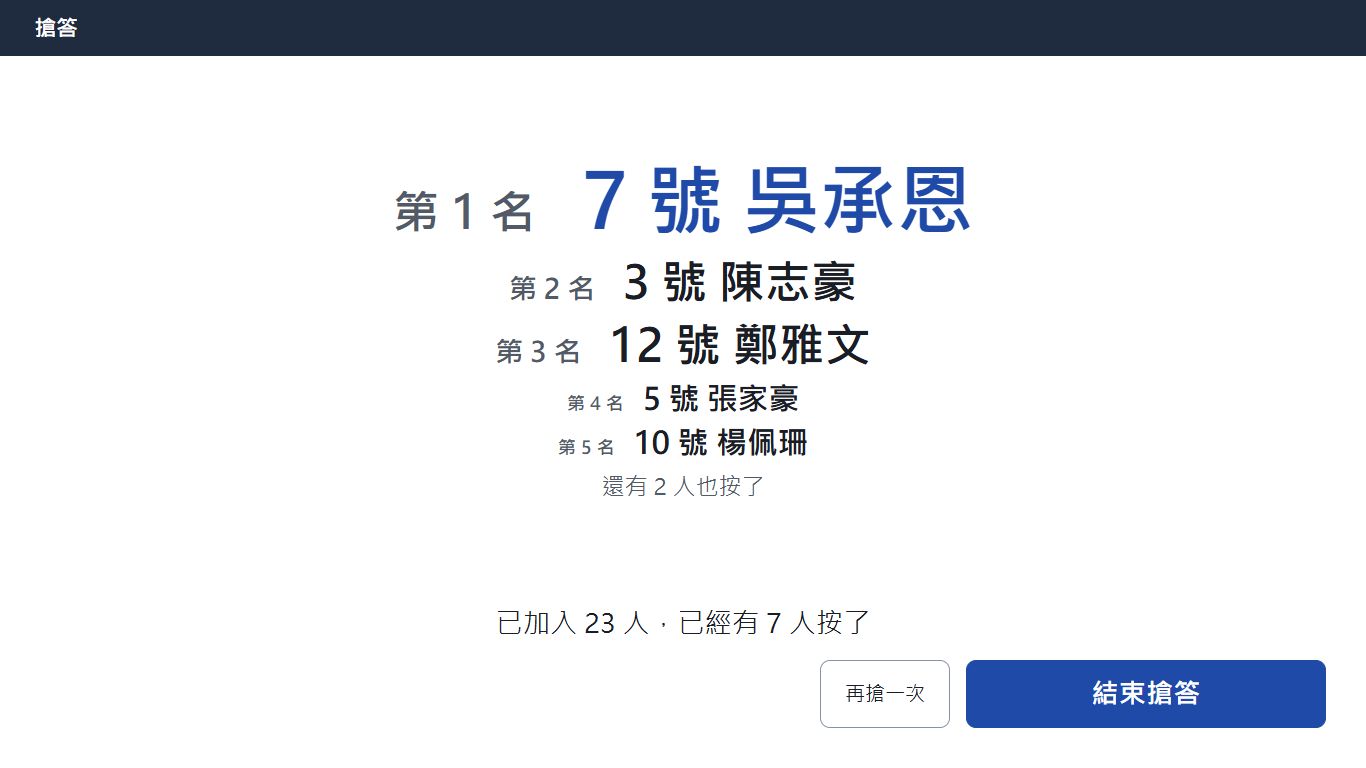 搶答
第 1 名 7 號 吳承恩
第 2 名 3 號 陳志豪
第 3 名 12 號 鄭雅文
第 4 名 5 號 張家豪
第 5 名 10 號 楊佩珊
還有 2 人也按了
已加入 23 人，已經有 7 人按了
再搶一次
結束搶答